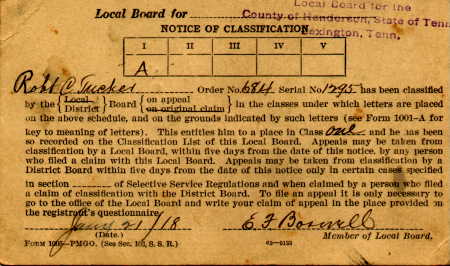 Local Board for
Local Board for the
County of Henderson, State of Tenn
Lexington, Tenn.
NOTICE OF CLASSIFICATION
I II III IV V
A
Robt C Tucker Order No. 684 Serial No. 1295 has been classified
by the {Local District} Board {on appeal on original claim} in the classes under which letters are placed
on the above schedule, and on the grounds indicated by such letters (see Form 1001-A for
key to meaning of letters). This entitles him to a place in Class one and he has been
so recorded on the Classification List of this Local Board. Appeals may be taken from
classification by a Local Board, within five days from the date of this notice, by any person
who filed a claim with this Local Board. Appeals may be taken from classification by a
District Board within five days from the date of this notice only in certain cases specified
in section of Selective Service Regulations and when claimed by a person who filed
a claim of classification with the District Board. To file an appeal it is only necessary to
go to the office of the Local Board and write your claim of appeal in the place provided on
the registrant's questionnaire.
Jany 21/18 E. F. Boswell
(Date.) Member of Local Board.
FORM 1005-PMGO. (See Sec. 103, S. S. R.)